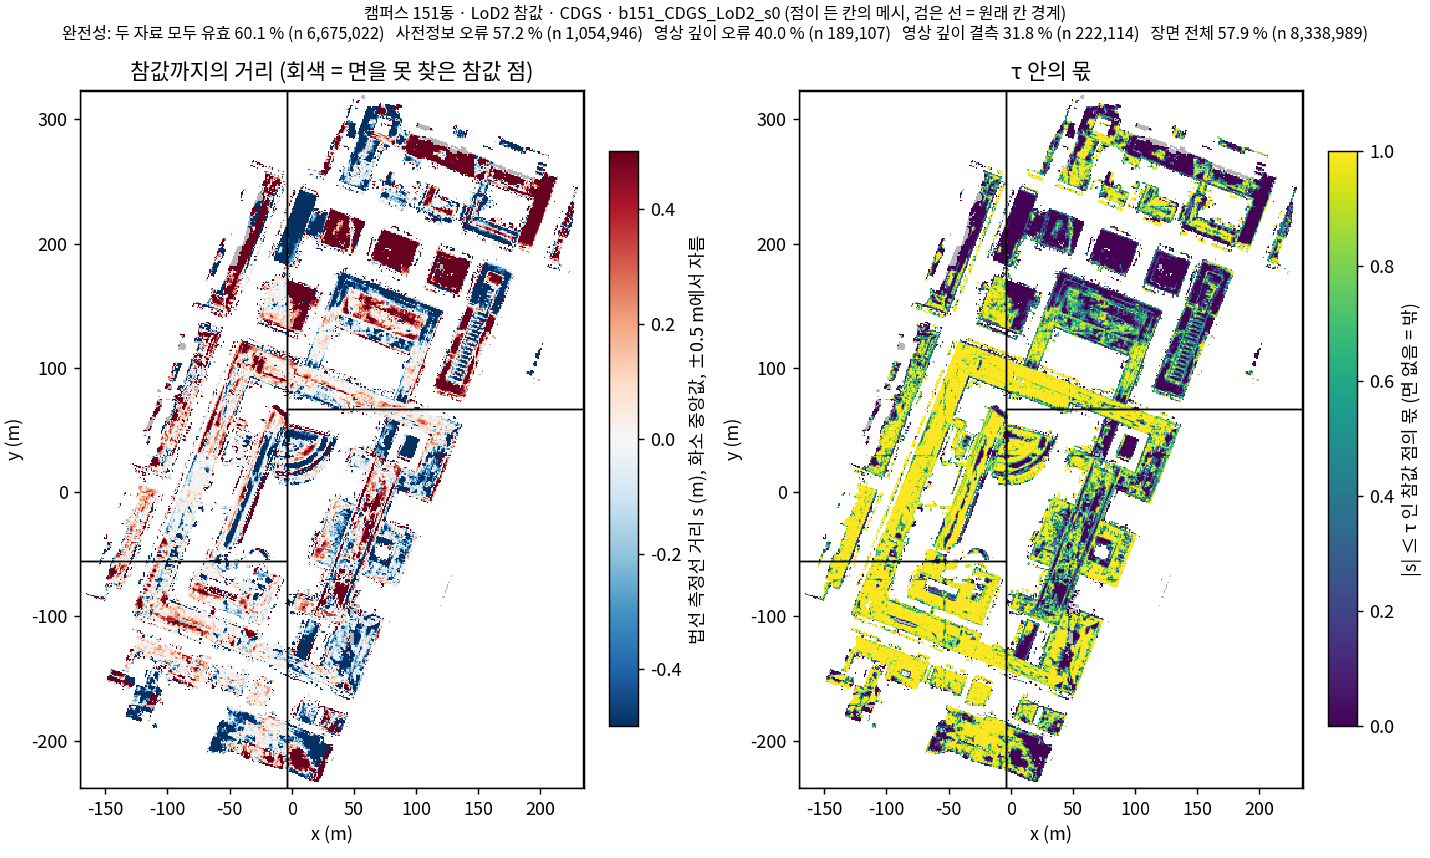 캠퍼스 151동 · LoD2 참값 · CDGS · b151_CDGS_LoD2_s0 (점이 든 칸의 메시, 검은 선 = 원래 칸 경계)
완전성: 두 자료 모두 유효 60.1 % (n 6,675,022)   사전정보 오류 57.2 % (n 1,054,946)   영상 깊이 오류 40.0 % (n 189,107)   영상 깊이 결측 31.8 % (n 222,114)   장면 전체 57.9 % (n 8,338,989)
참값까지의 거리 (회색 = 면을 못 찾은 참값 점)
y (m)
300
200
100
0
-100
-200
-150 -100 -50 0 50 100 150 200
x (m)
0.4
0.2
0.0
-0.2
-0.4
법선 측정선 거리 s (m), 화소 중앙값, ±0.5 m에서 자름
τ 안의 몫
y (m)
300
200
100
0
-100
-200
-150 -100 -50 0 50 100 150 200
x (m)
1.0
0.8
0.6
0.4
0.2
0.0
|s| ≤ τ 인 참값 점의 몫 (면 없음 = 밖)